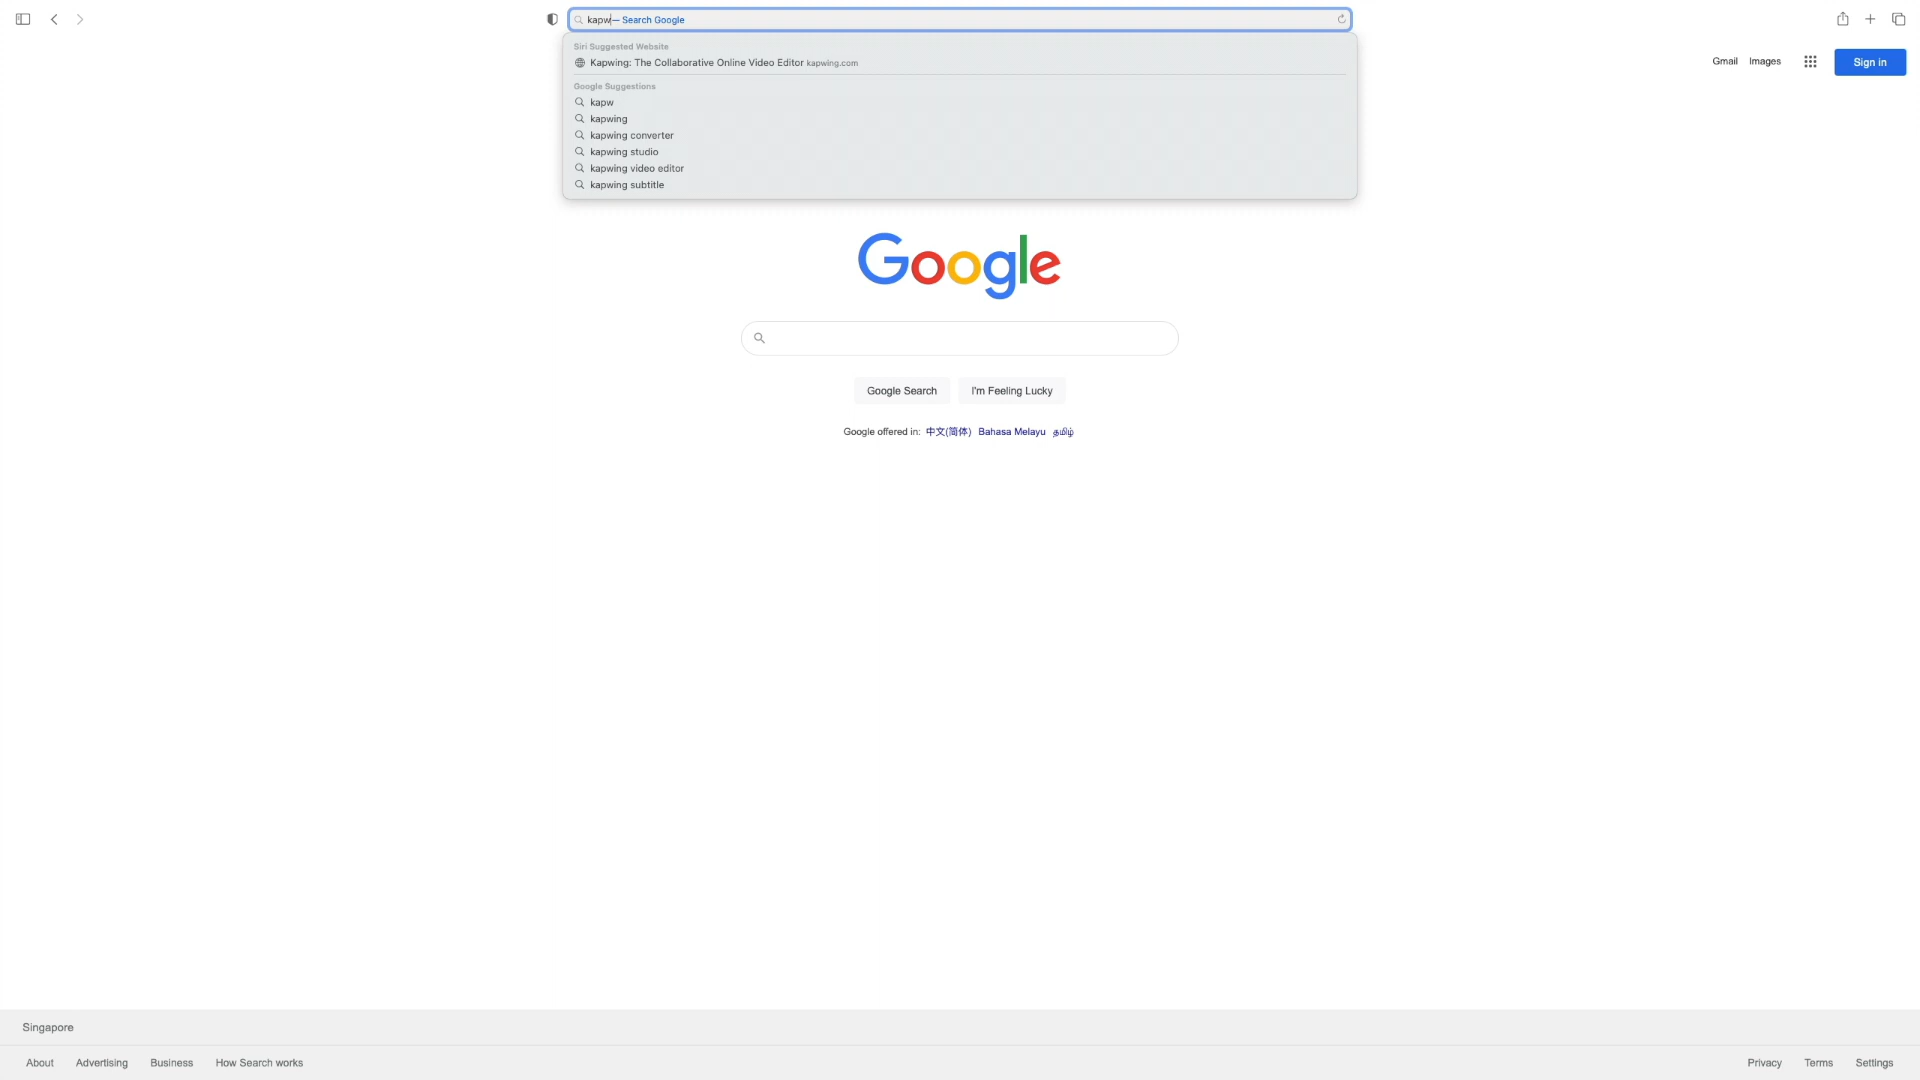 kapw — Search Google
Siri Suggested Website
Kapwing: The Collaborative Online Video Editor kapwing.com
Google Suggestions
kapw
kapwing
kapwing converter
kapwing studio
kapwing video editor
kapwing subtitle
Gmail Images Sign in
Google
Google Search I'm Feeling Lucky
Google offered in: 中文(简体) Bahasa Melayu தமிழ்
Singapore
About Advertising Business How Search works Privacy Terms Settings